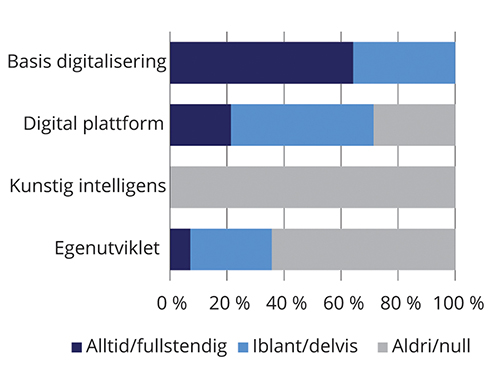 Basis digitalisering
Digital plattform
Kunstig intelligens
Egenutviklet
0 % 20 % 40 % 60 % 80 % 100 %
Alltid/fullstendig Iblant/delvis Aldri/null